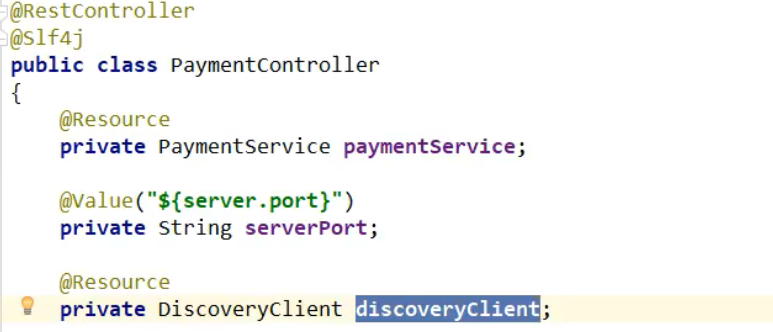 @RestController
@Slf4j
public class PaymentController
{
@Resource
private PaymentService paymentService;
@Value("${server.port}")
private String serverPort;
@Resource
private DiscoveryClient discoveryClient;